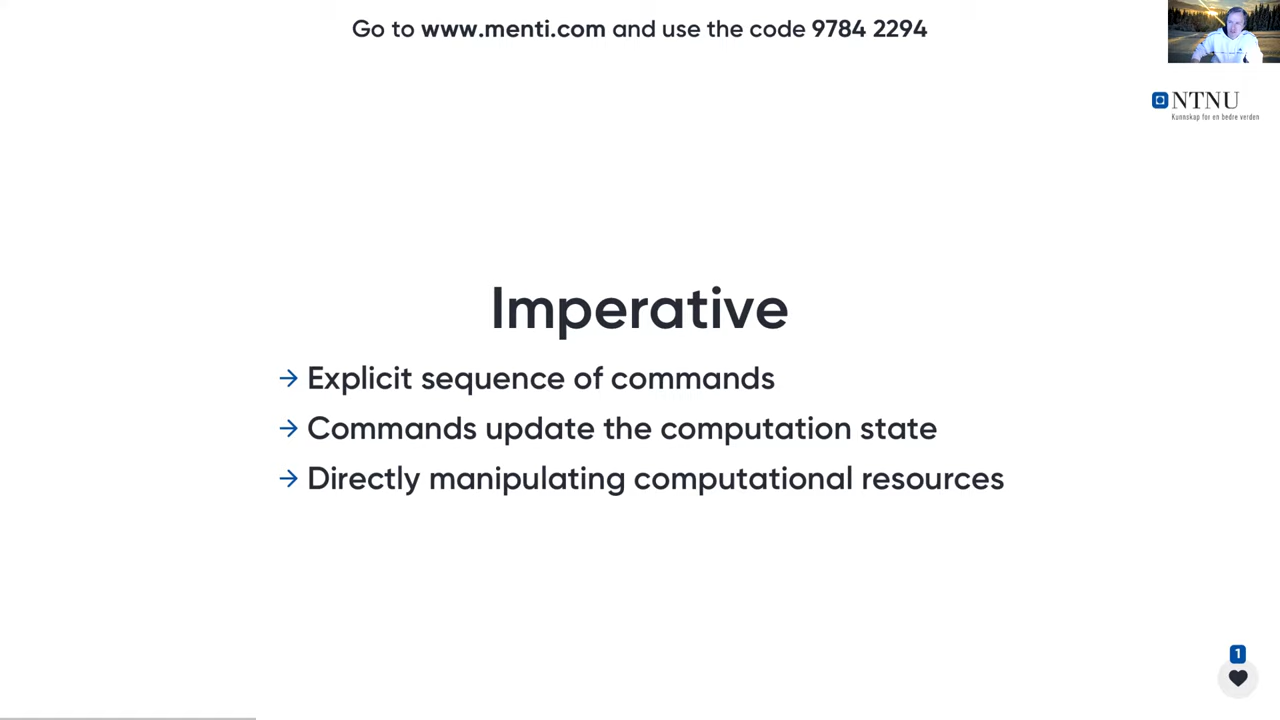 Go to www.menti.com and use the code 9784 2294
NTNU
Kunnskap for en bedre verden
Imperative
→ Explicit sequence of commands
→ Commands update the computation state
→ Directly manipulating computational resources
1